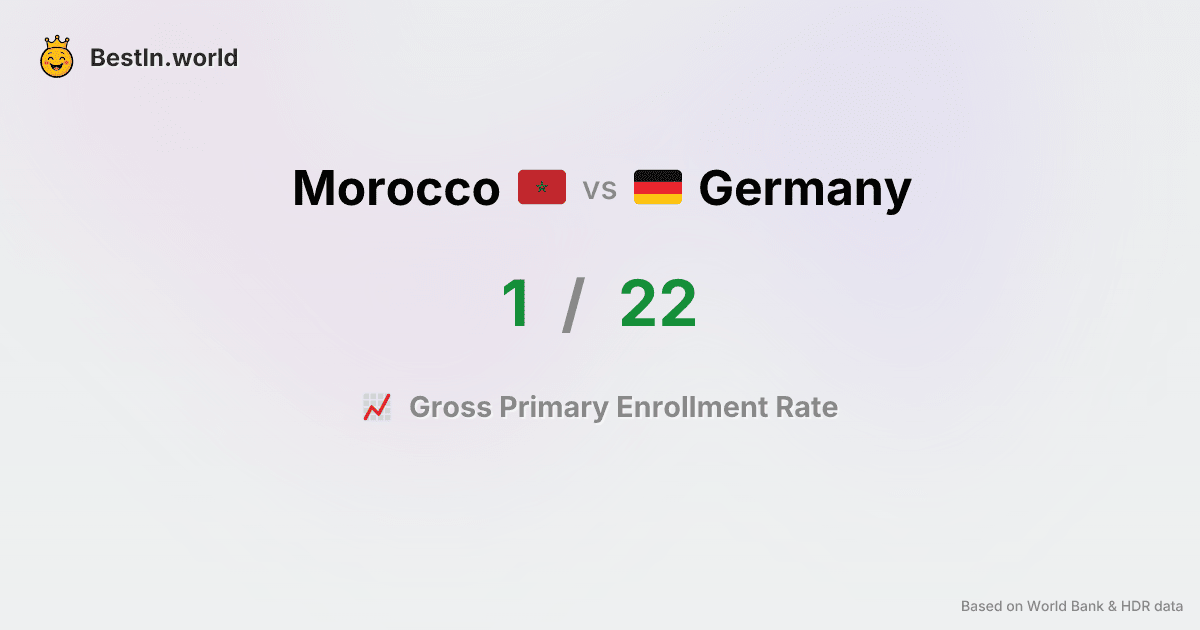 BestIn.world
Morocco vs Germany
1 / 22
Gross Primary Enrollment Rate
Based on World Bank & HDR data